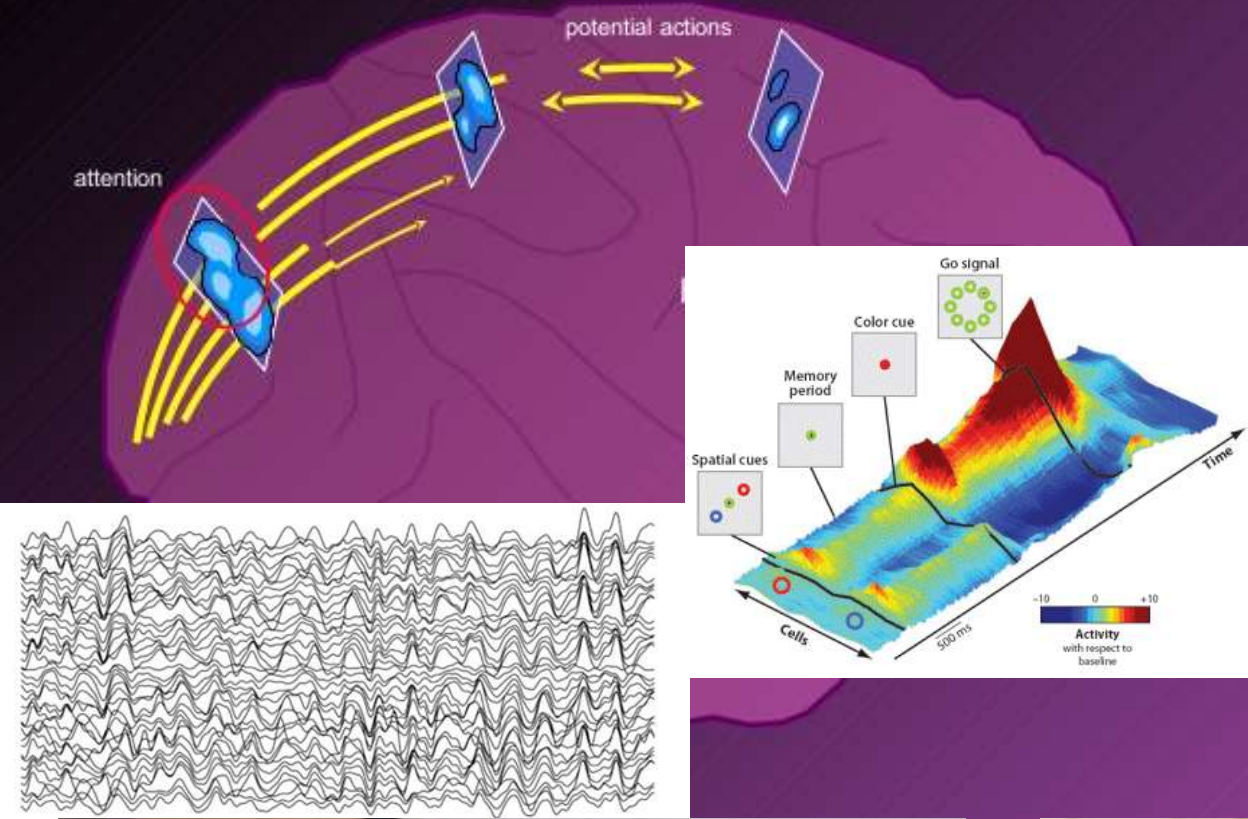 potential actions
attention
Go signal
Color cue
Memory
period
Spatial cues
Time
-10 0 +10
Activity
with respect to
baseline
500 ms
Cells